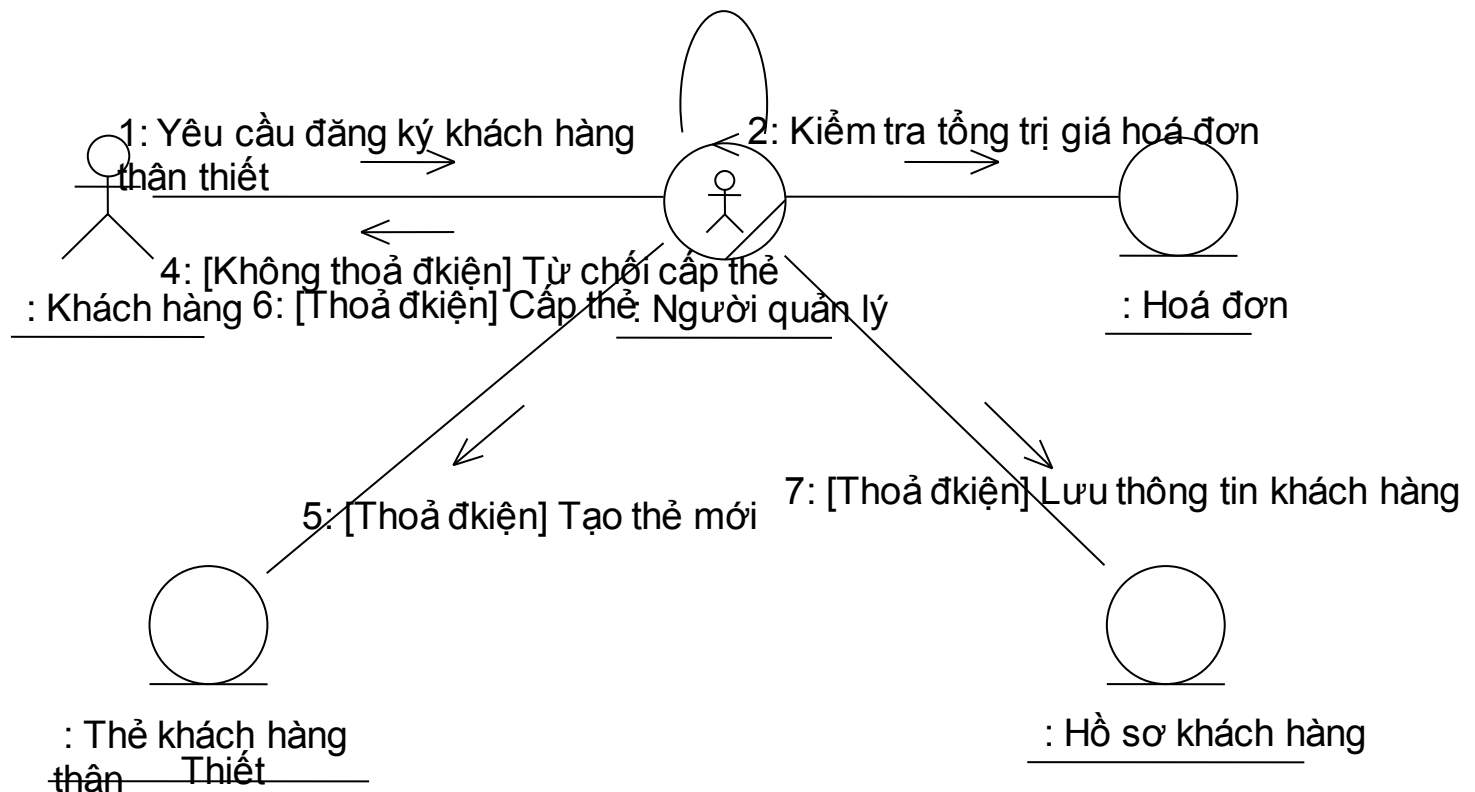 1: Yêu cầu đăng ký khách hàng
thân thiết
2: Kiểm tra tổng trị giá hoá đơn
4: [Không thoả đkiện] Từ chối cấp thẻ
6: [Thoả đkiện] Cấp thẻ
: Khách hàng
: Người quản lý
: Hoá đơn
5: [Thoả đkiện] Tạo thẻ mới
7: [Thoả đkiện] Lưu thông tin khách hàng
: Thẻ khách hàng
thân Thiết
: Hồ sơ khách hàng